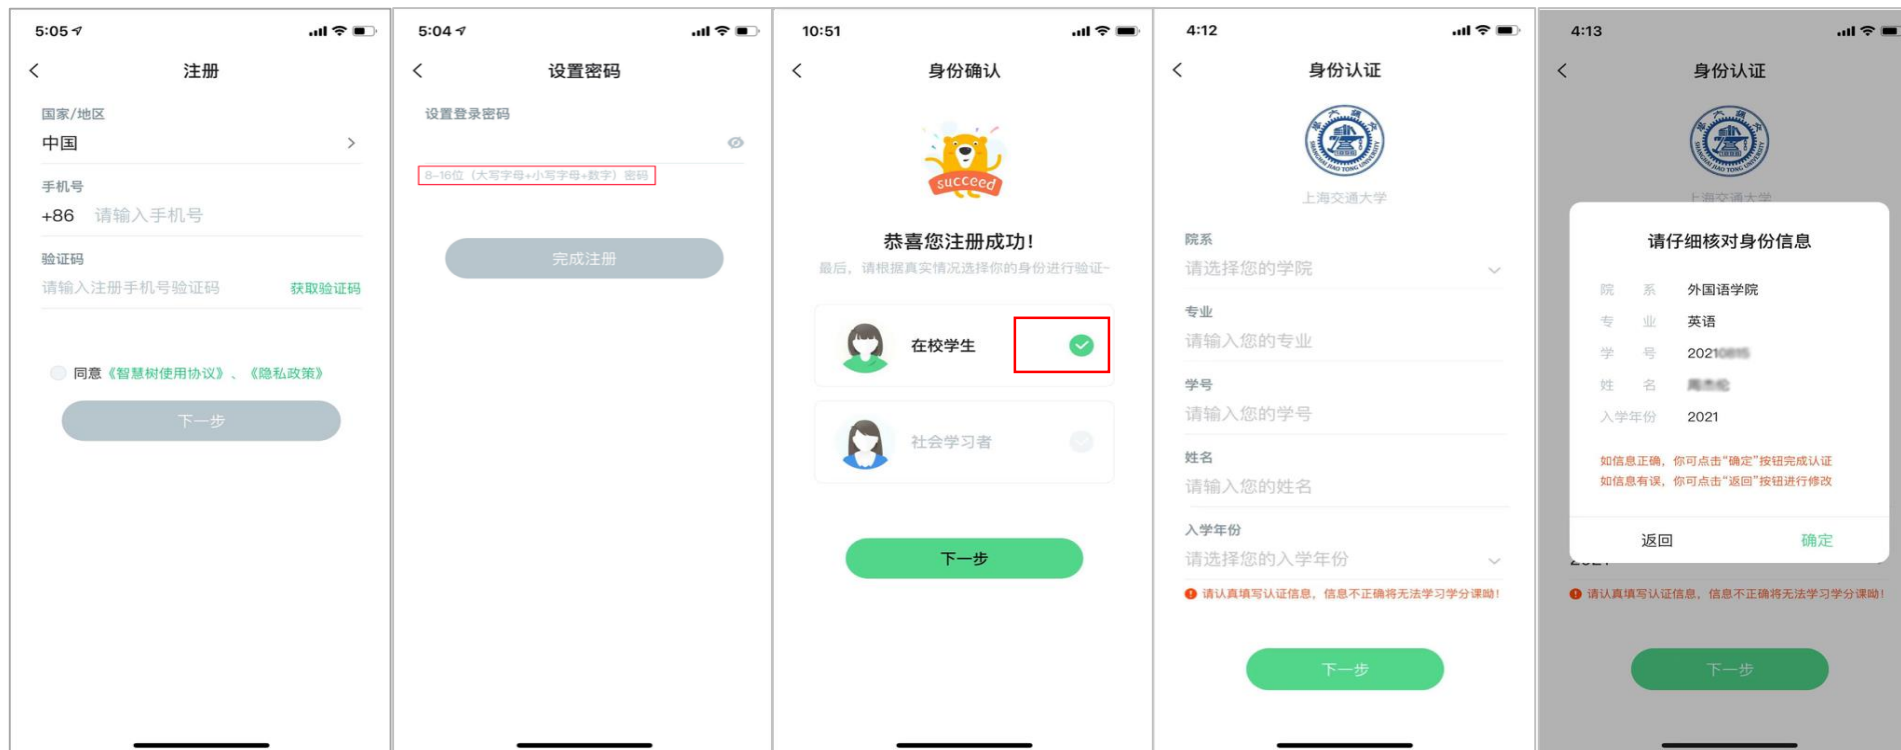 5:05
注册
国家/地区
中国
手机号
+86 请输入手机号
验证码
请输入注册手机号验证码 获取验证码
同意《智慧树使用协议》、《隐私政策》
下一步
5:04
设置密码
设置登录密码
8-16位（大写字母+小写字母+数字）密码
完成注册
10:51
身份确认
succeed
恭喜您注册成功!
最后，请根据真实情况选择你的身份进行验证~
在校学生
社会学习者
下一步
4:12
身份认证
SHANGHAI JIAO TONG UNIVERSITY
上海交通大学
院系
请选择您的学院
专业
请输入您的专业
学号
请输入您的学号
姓名
请输入您的姓名
入学年份
请选择您的入学年份
请认真填写认证信息，信息不正确将无法学习学分课呦!
下一步
4:13
身份认证
SHANGHAI JIAO TONG UNIVERSITY
上海交通大学
请仔细核对身份信息
院系 外国语学院
专业 英语
学号 2021
姓名
入学年份 2021
如信息正确，你可点击“确定”按钮完成认证
如信息有误，你可点击“返回”按钮进行修改
返回 确定
请认真填写认证信息，信息不正确将无法学习学分课呦!
下一步